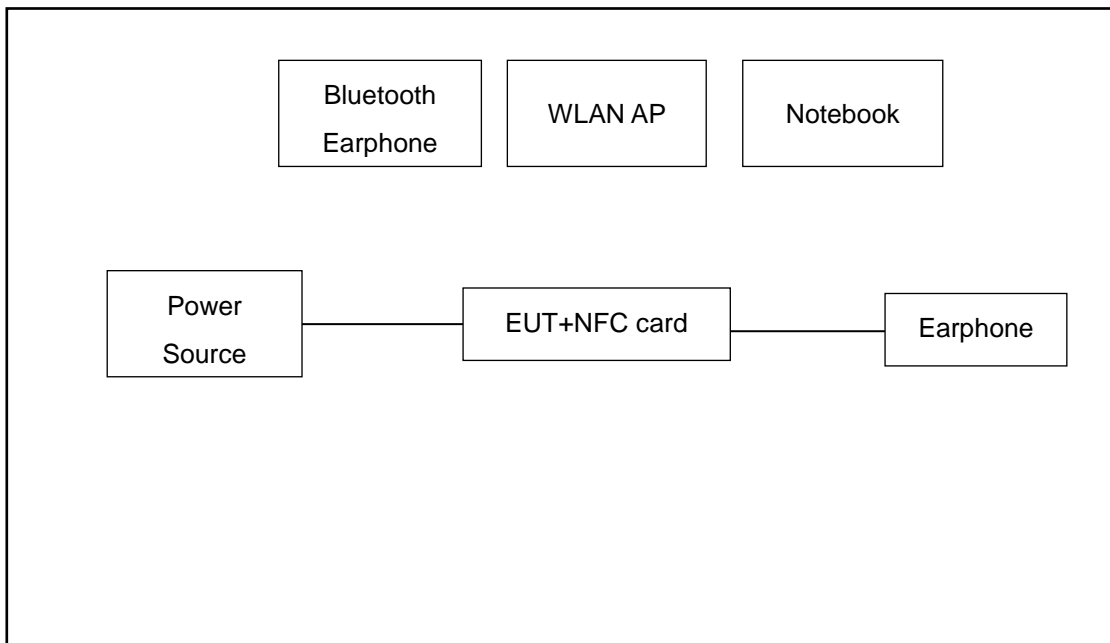 Bluetooth
Earphone
WLAN AP
Notebook
Power
Source
EUT+NFC card
Earphone